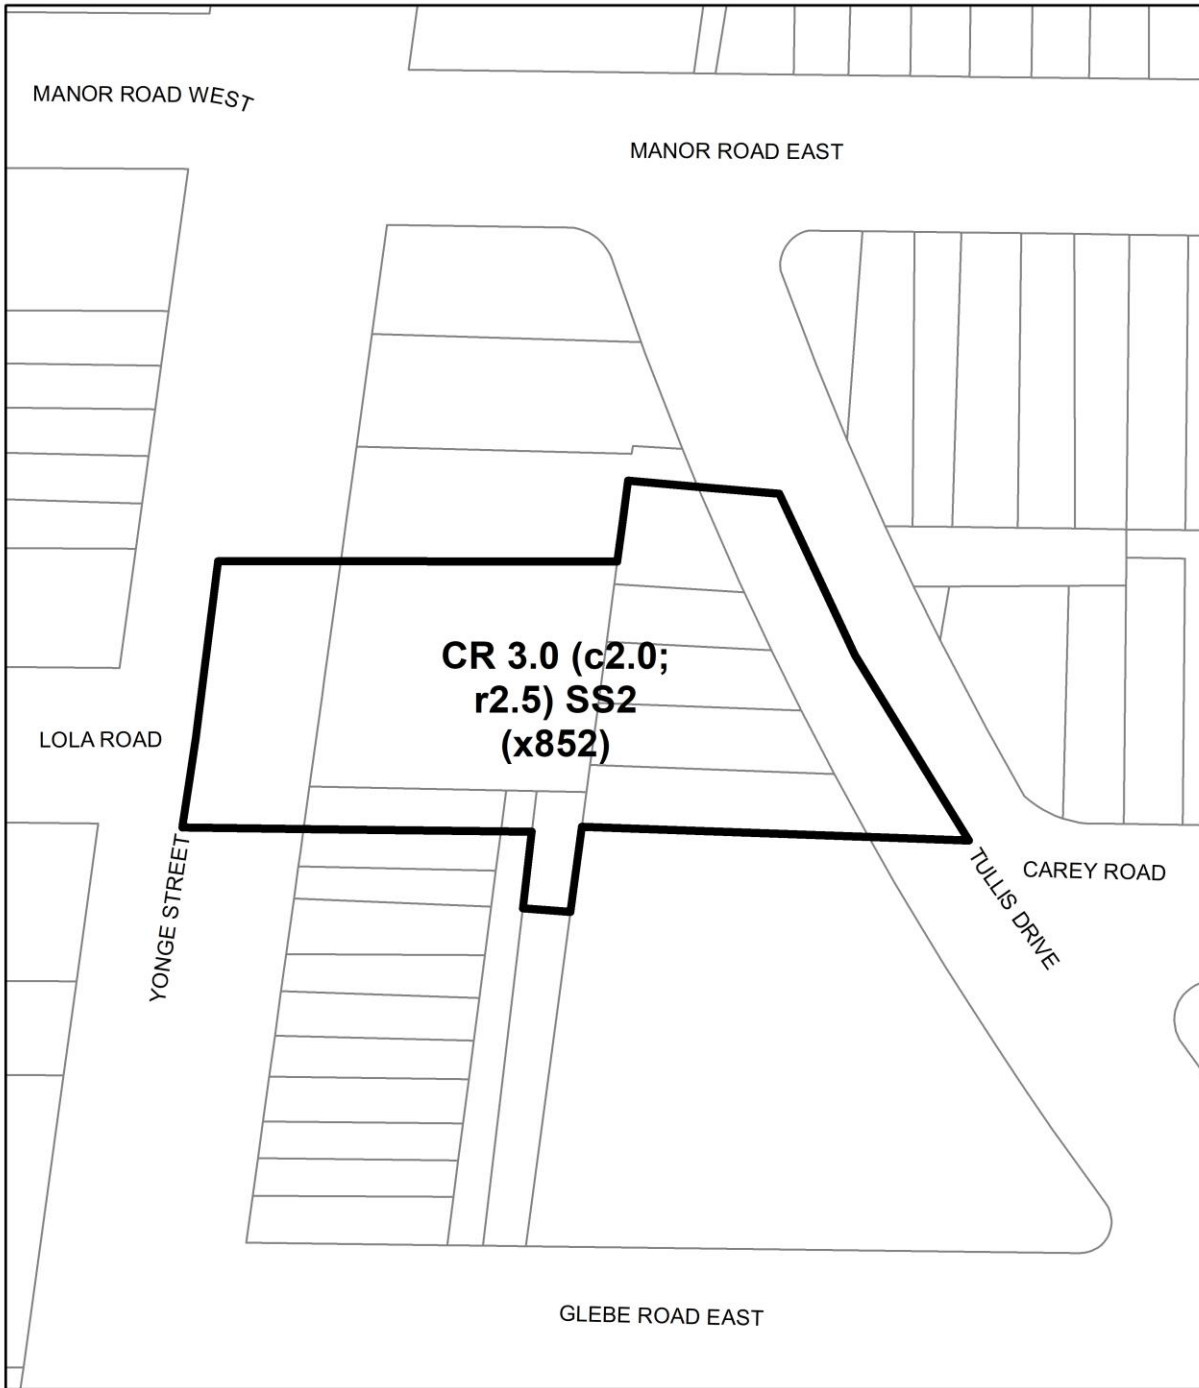 MANOR ROAD WEST
MANOR ROAD EAST
CR 3.0 (c2.0;
r2.5) SS2
(x852)
LOLA ROAD
YONGE STREET
TULLIS DRIVE
CAREY ROAD
GLEBE ROAD EAST